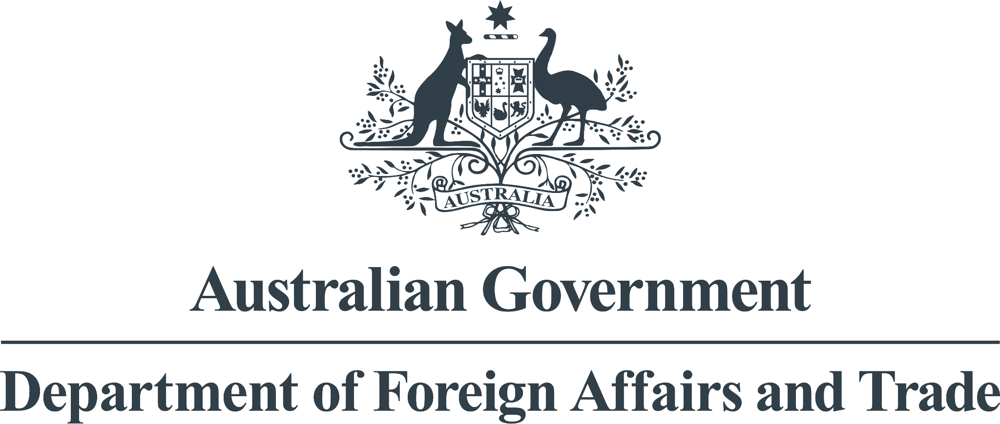 AUSTRALIA
Australian Government
Department of Foreign Affairs and Trade